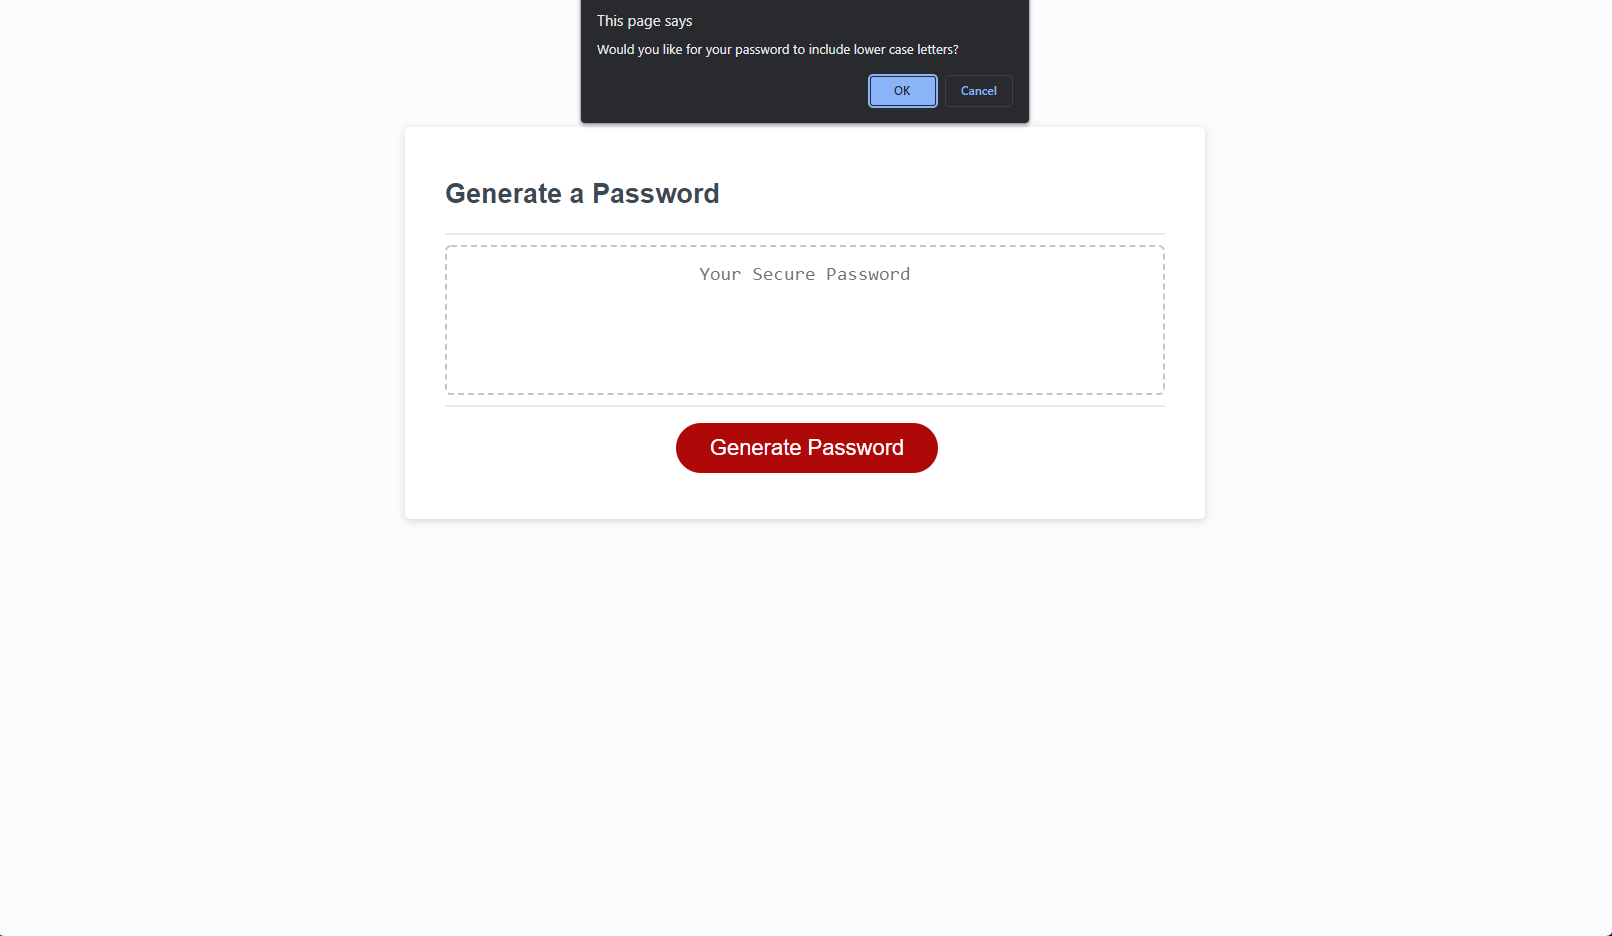 This page says
Would you like for your password to include lower case letters?
OK Cancel
Generate a Password
Your Secure Password
Generate Password